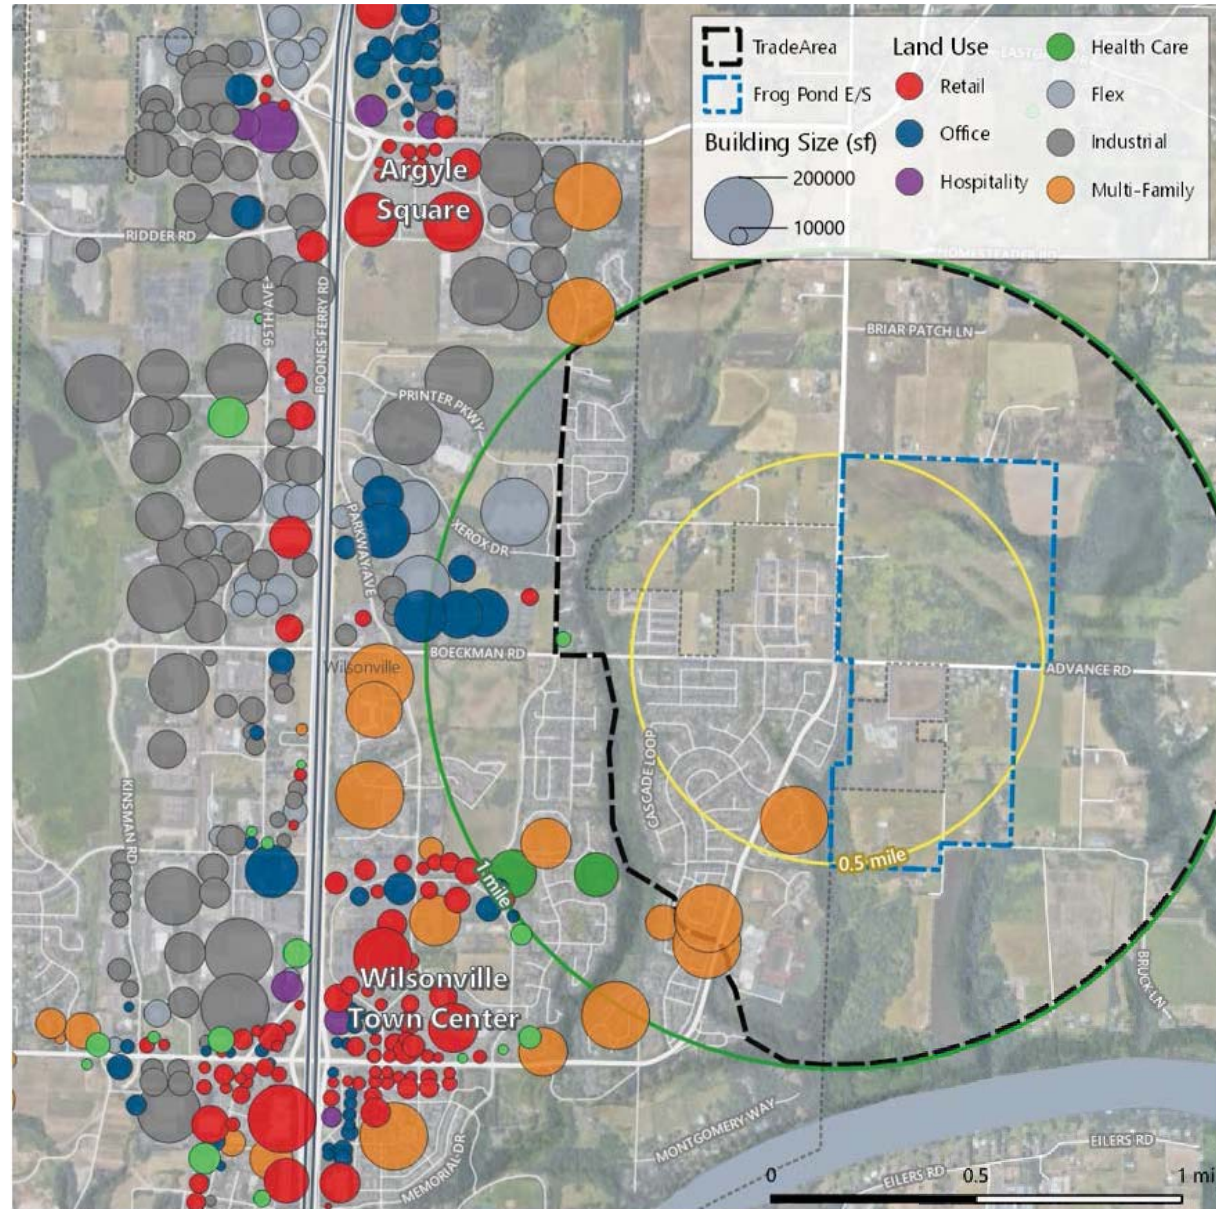 TradeArea
Frog Pond E/S
Building Size (sf)
200000
10000
Land Use
Retail
Office
Hospitality
Health Care
Flex
Industrial
Multi-Family
Argyle
Square
RIDDER RD
95TH AVE
BOONES FERRY RD
BRIAR PATCH LN
PRINTER PKWY
XEROX DR
PARKWAY AVE
BOECKMAN RD
Wilsonville
ADVANCE RD
CASCADE LOOP
KINSMAN RD
0.5 mile
1 mile
Wilsonville
Town Center
BRUCK LN
MONTGOMERY WAY
MEMORIAL DR
EILERS RD
EILERS RD
0
0.5
1 mi